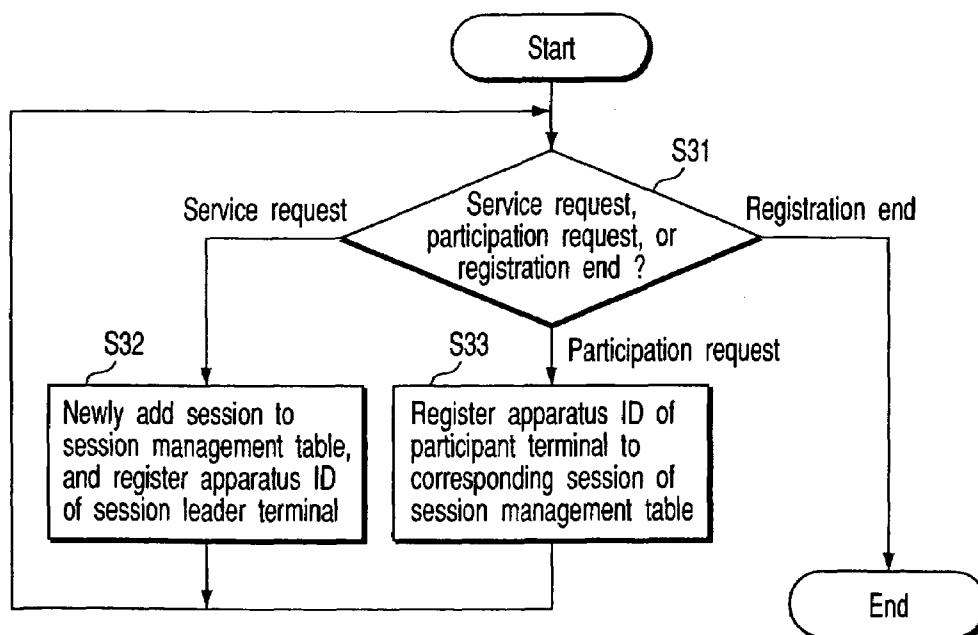 Start
S31
Service request
Service request,
participation request, or
registration end ?
Registration end
S32
S33
Participation request
Newly add session to
session management table,
and register apparatus ID
of session leader terminal
Register apparatus ID of
participant terminal to
corresponding session of
session management table
End